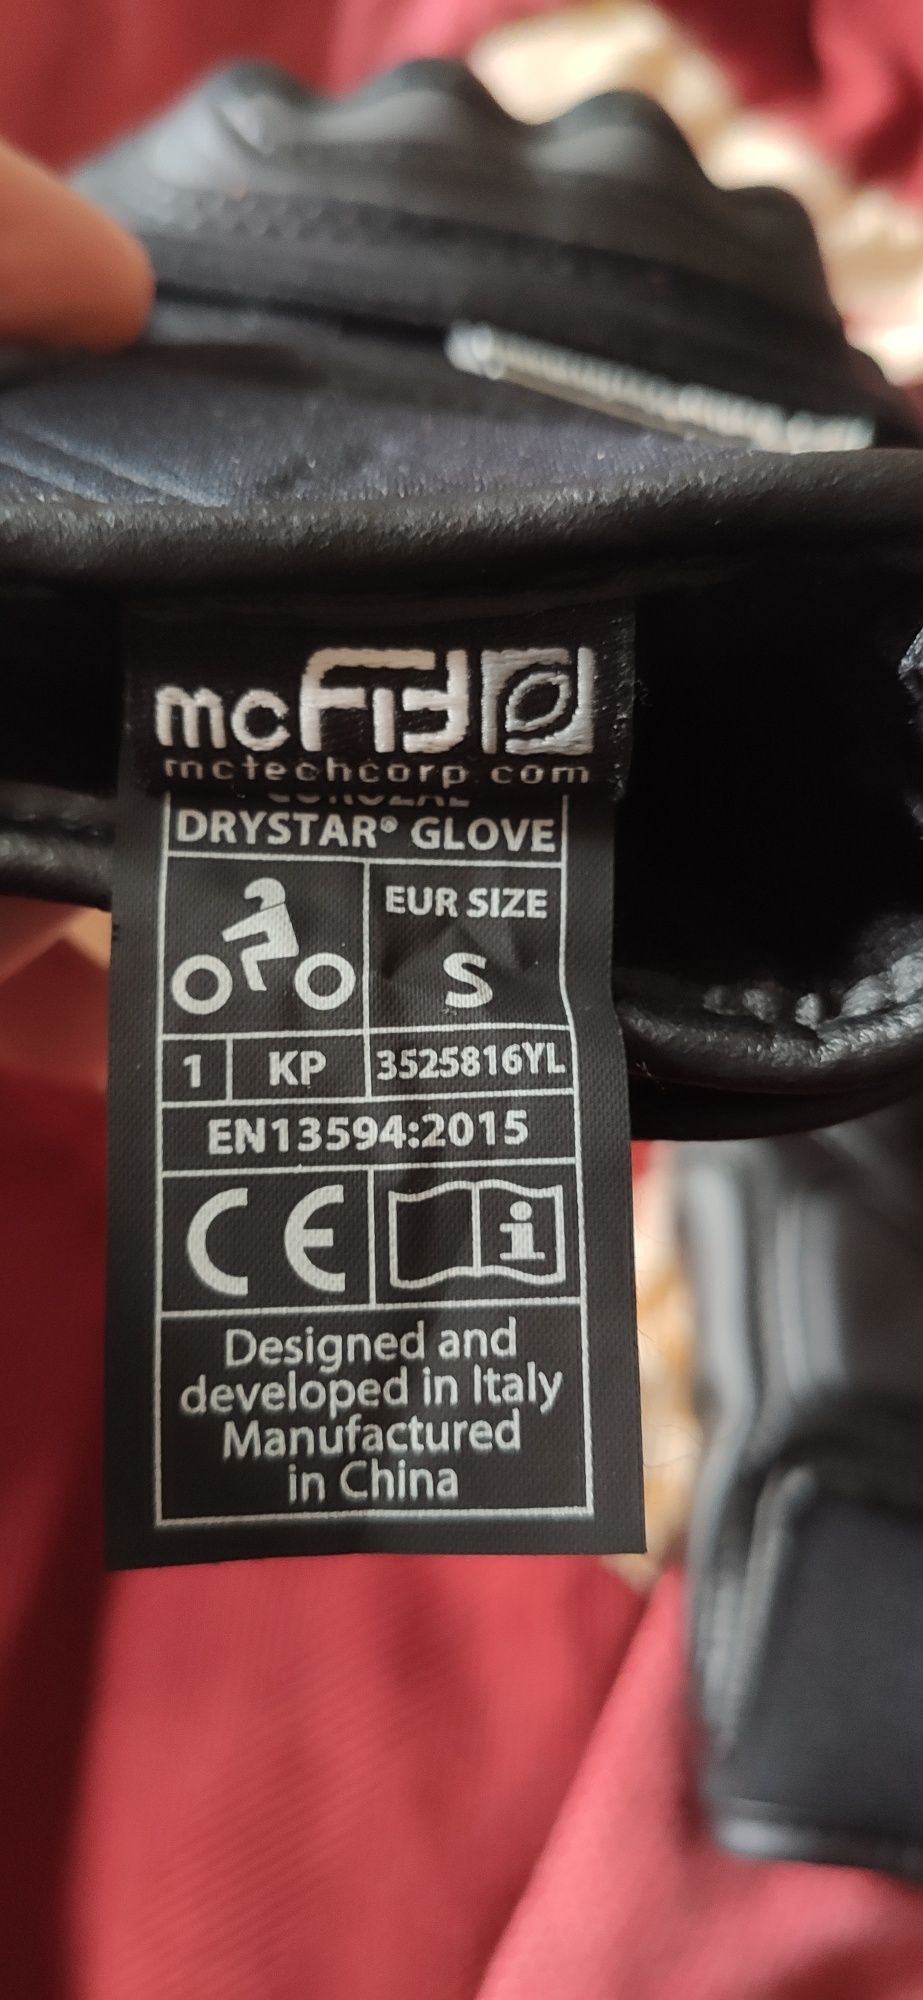 mcFit
mctechcorp.com
DRYSTAR® GLOVE
EUR SIZE
S
1 KP 3525816YL
EN13594:2015
CE
i
Designed and
developed in Italy
Manufactured
in China